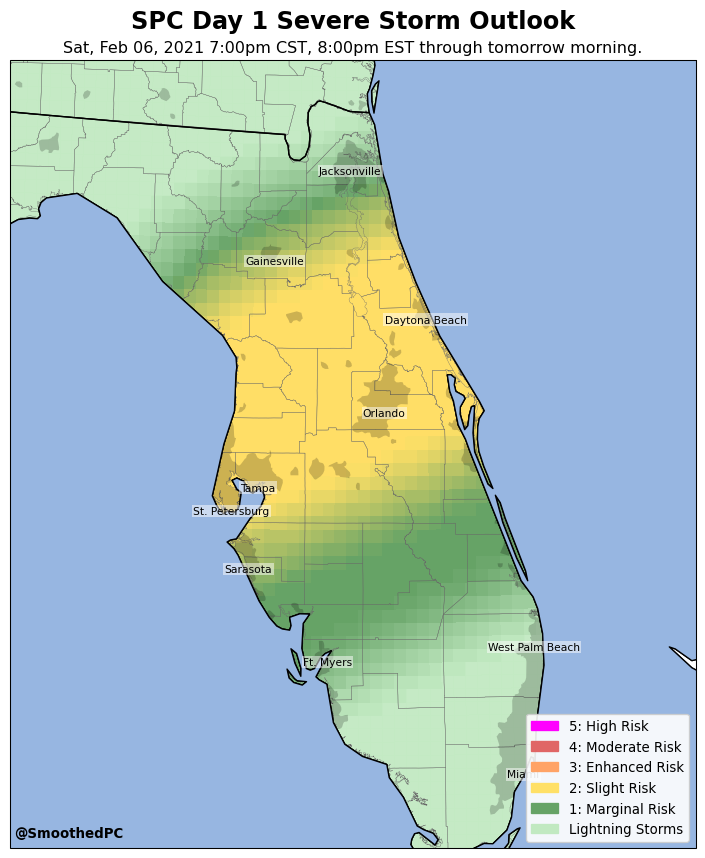 SPC Day 1 Severe Storm Outlook
Sat, Feb 06, 2021 7:00pm CST, 8:00pm EST through tomorrow morning.
Jacksonville
Gainesville
Daytona Beach
Orlando
Tampa
St. Petersburg
Sarasota
West Palm Beach
Ft. Myers
5: High Risk
4: Moderate Risk
3: Enhanced Risk
Miami
2: Slight Risk
1: Marginal Risk
Lightning Storms
@SmoothedPC